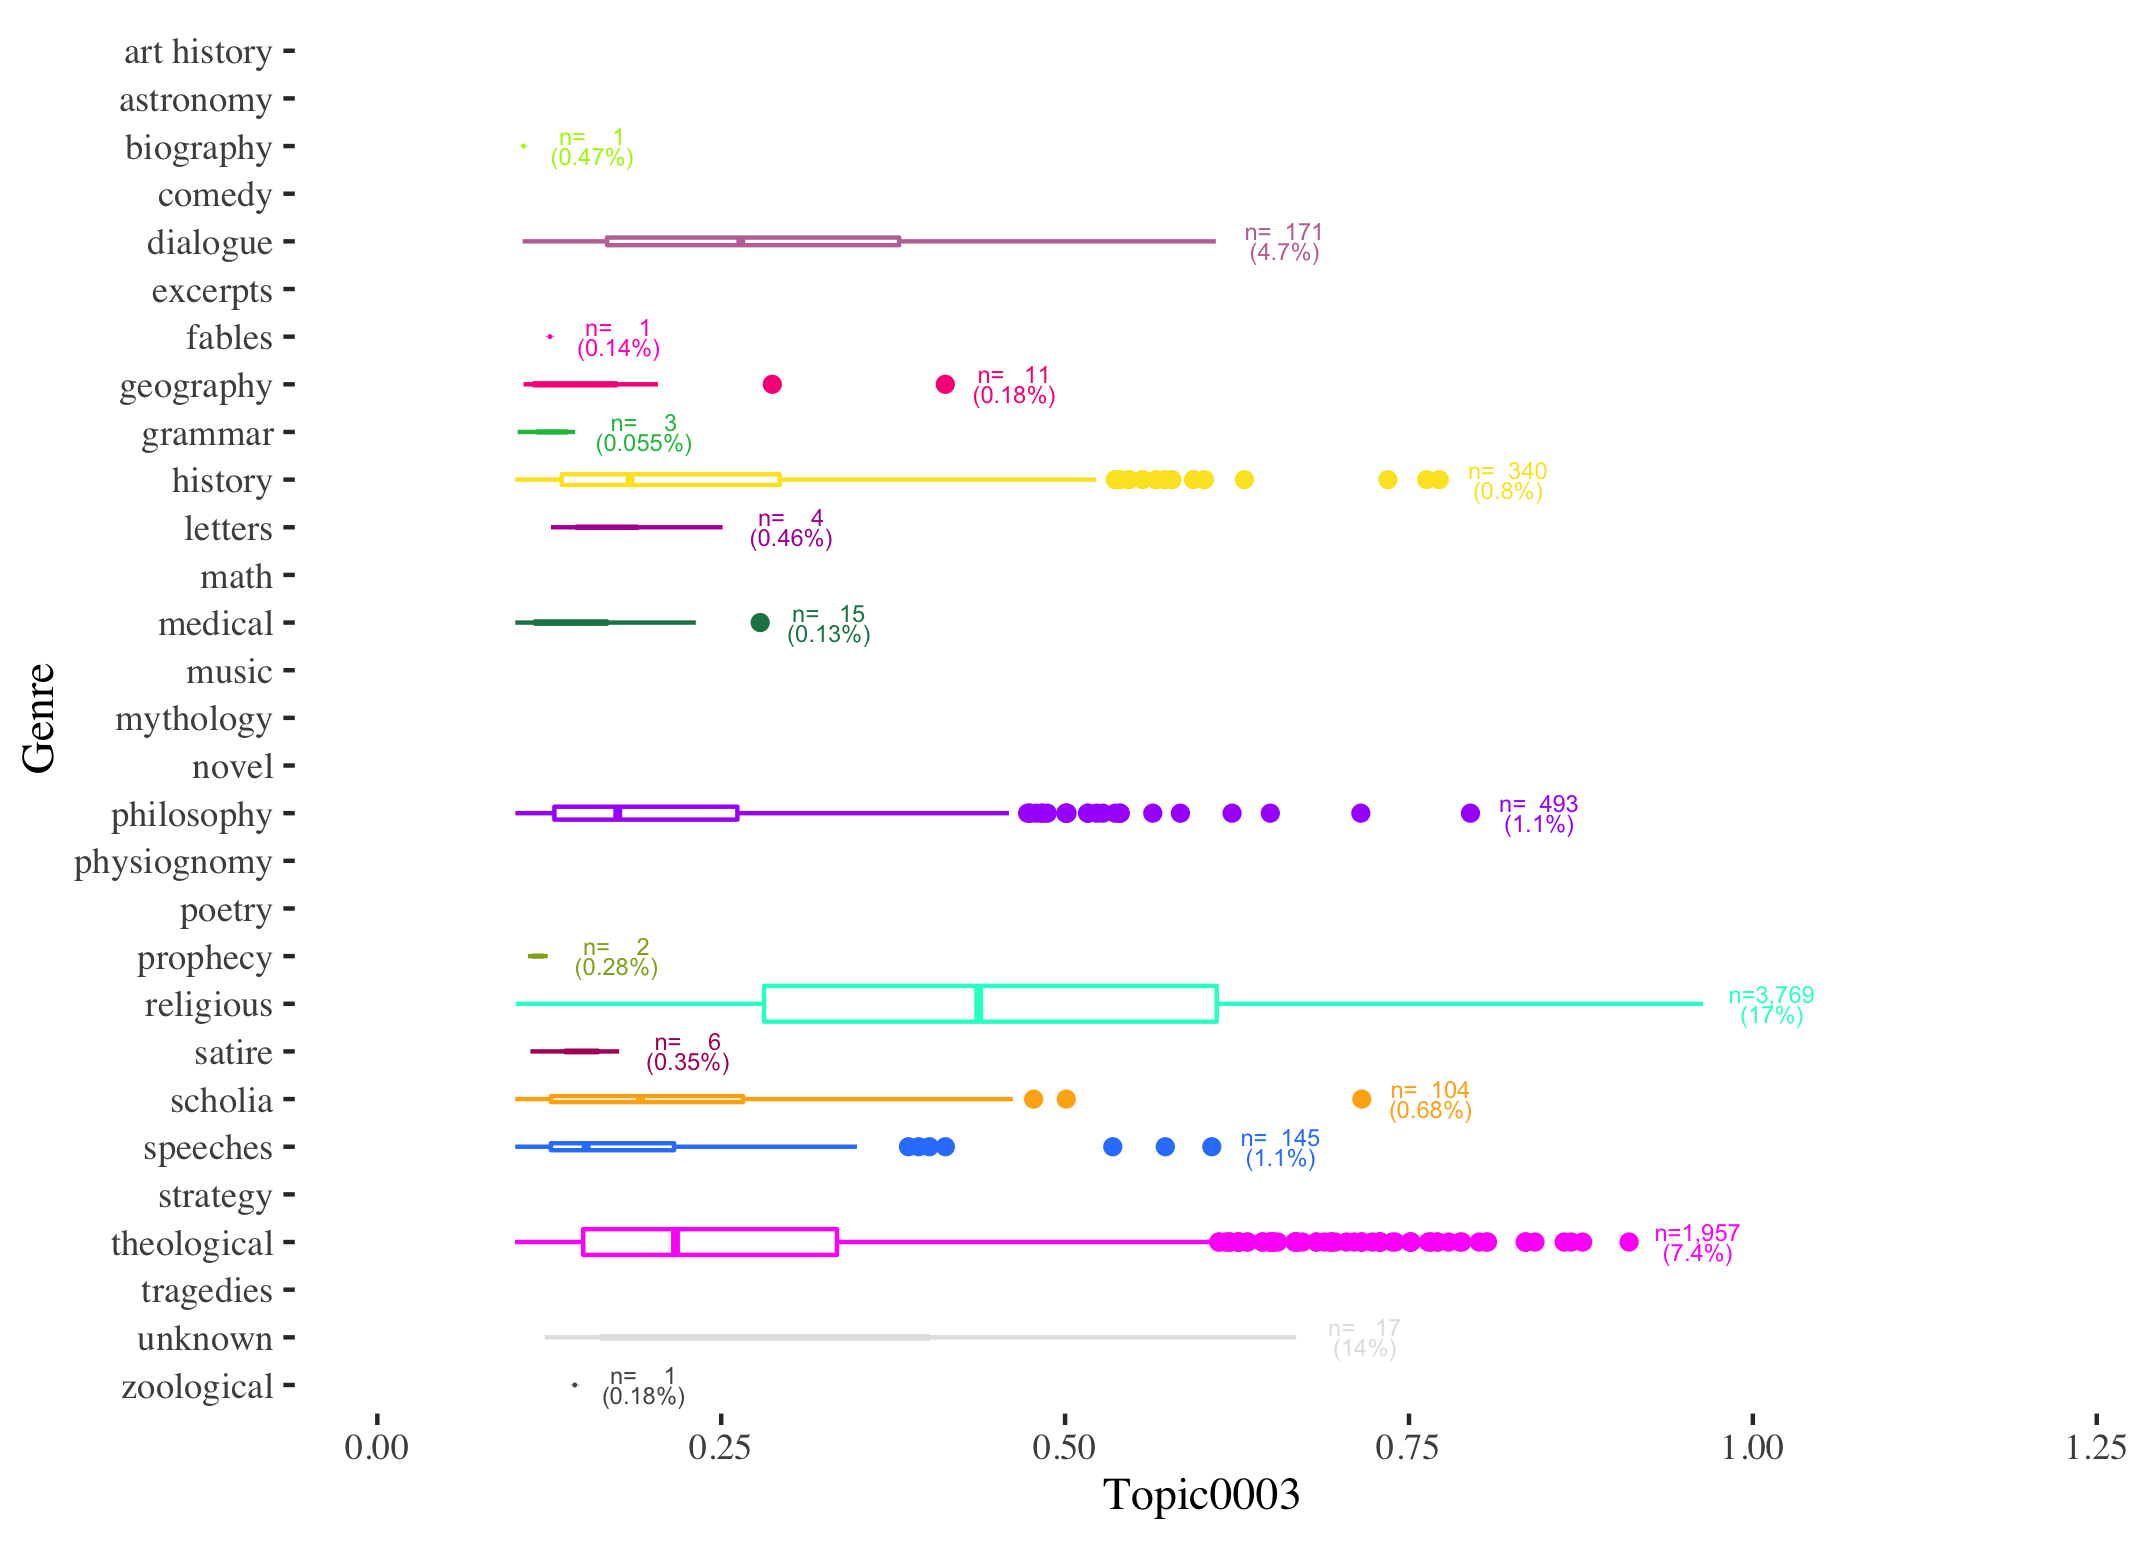 art history
astronomy
biography
n= 1
(0.47%)
comedy
dialogue
n= 171
(4.7%)
excerpts
fables
n= 1
(0.14%)
geography
n= 11
(0.18%)
grammar
n= 3
(0.055%)
history
n= 340
(0.8%)
letters
n= 4
(0.46%)
math
medical
n= 15
(0.13%)
music
mythology
novel
philosophy
n= 493
(1.1%)
physiognomy
poetry
prophecy
n= 2
(0.28%)
religious
n=3,769
(17%)
satire
n= 6
(0.35%)
scholia
n= 104
(0.68%)
speeches
n= 145
(1.1%)
strategy
theological
n=1,957
(7.4%)
tragedies
unknown
n= 17
(14%)
zoological
n= 1
(0.18%)
Genre
0.00 0.25 0.50 0.75 1.00 1.25
Topic0003